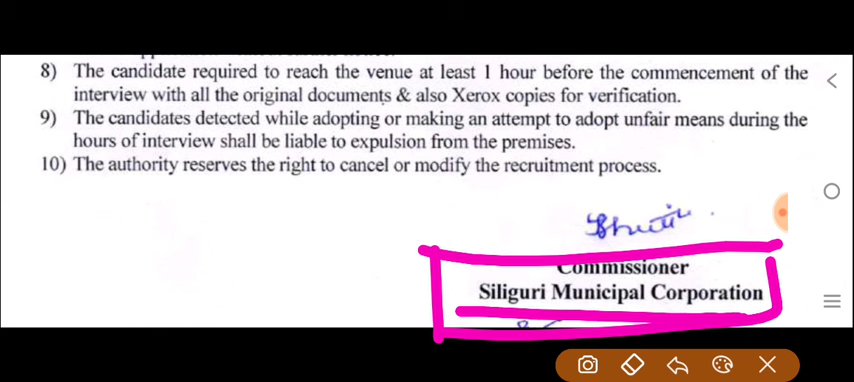 8) The candidate required to reach the venue at least 1 hour before the commencement of the
interview with all the original documents & also Xerox copies for verification.
9) The candidates detected while adopting or making an attempt to adopt unfair means during the
hours of interview shall be liable to expulsion from the premises.
10) The authority reserves the right to cancel or modify the recruitment process.
Commissioner
Siliguri Municipal Corporation